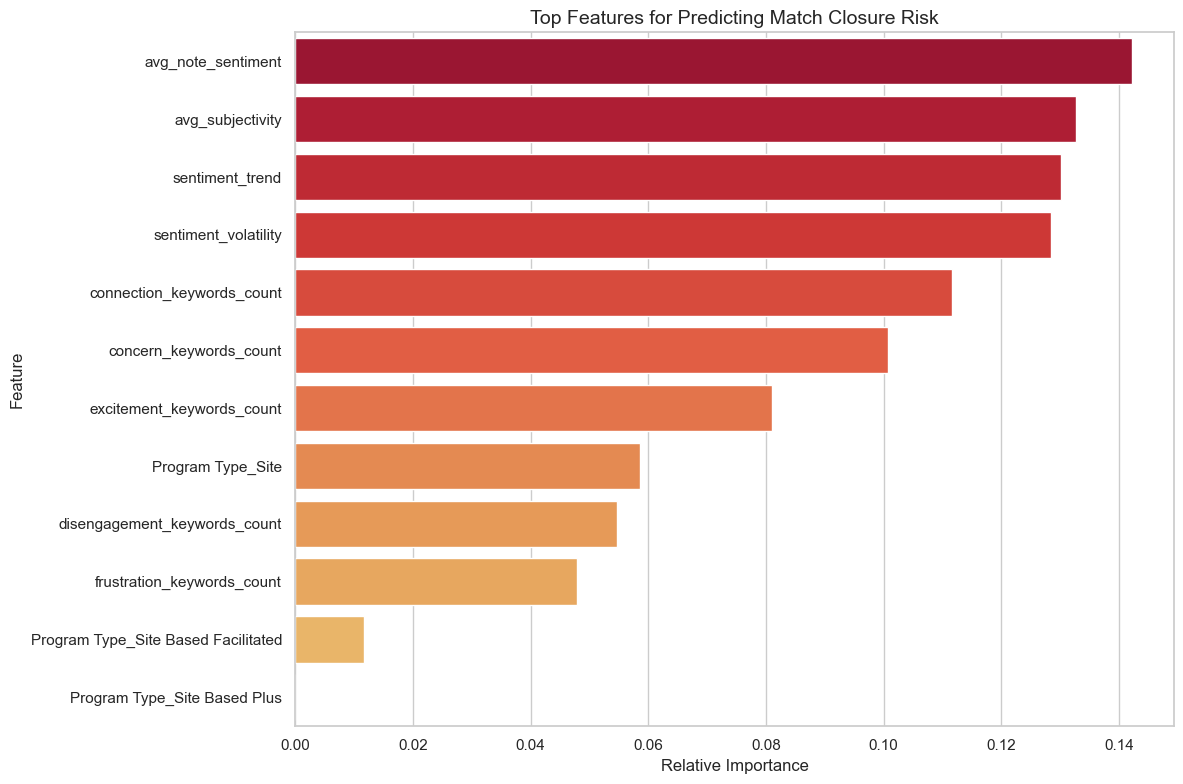 Top Features for Predicting Match Closure Risk
Feature
avg_note_sentiment
avg_subjectivity
sentiment_trend
sentiment_volatility
connection_keywords_count
concern_keywords_count
excitement_keywords_count
Program Type_Site
disengagement_keywords_count
frustration_keywords_count
Program Type_Site Based Facilitated
Program Type_Site Based Plus
0.00 0.02 0.04 0.06 0.08 0.10 0.12 0.14
Relative Importance